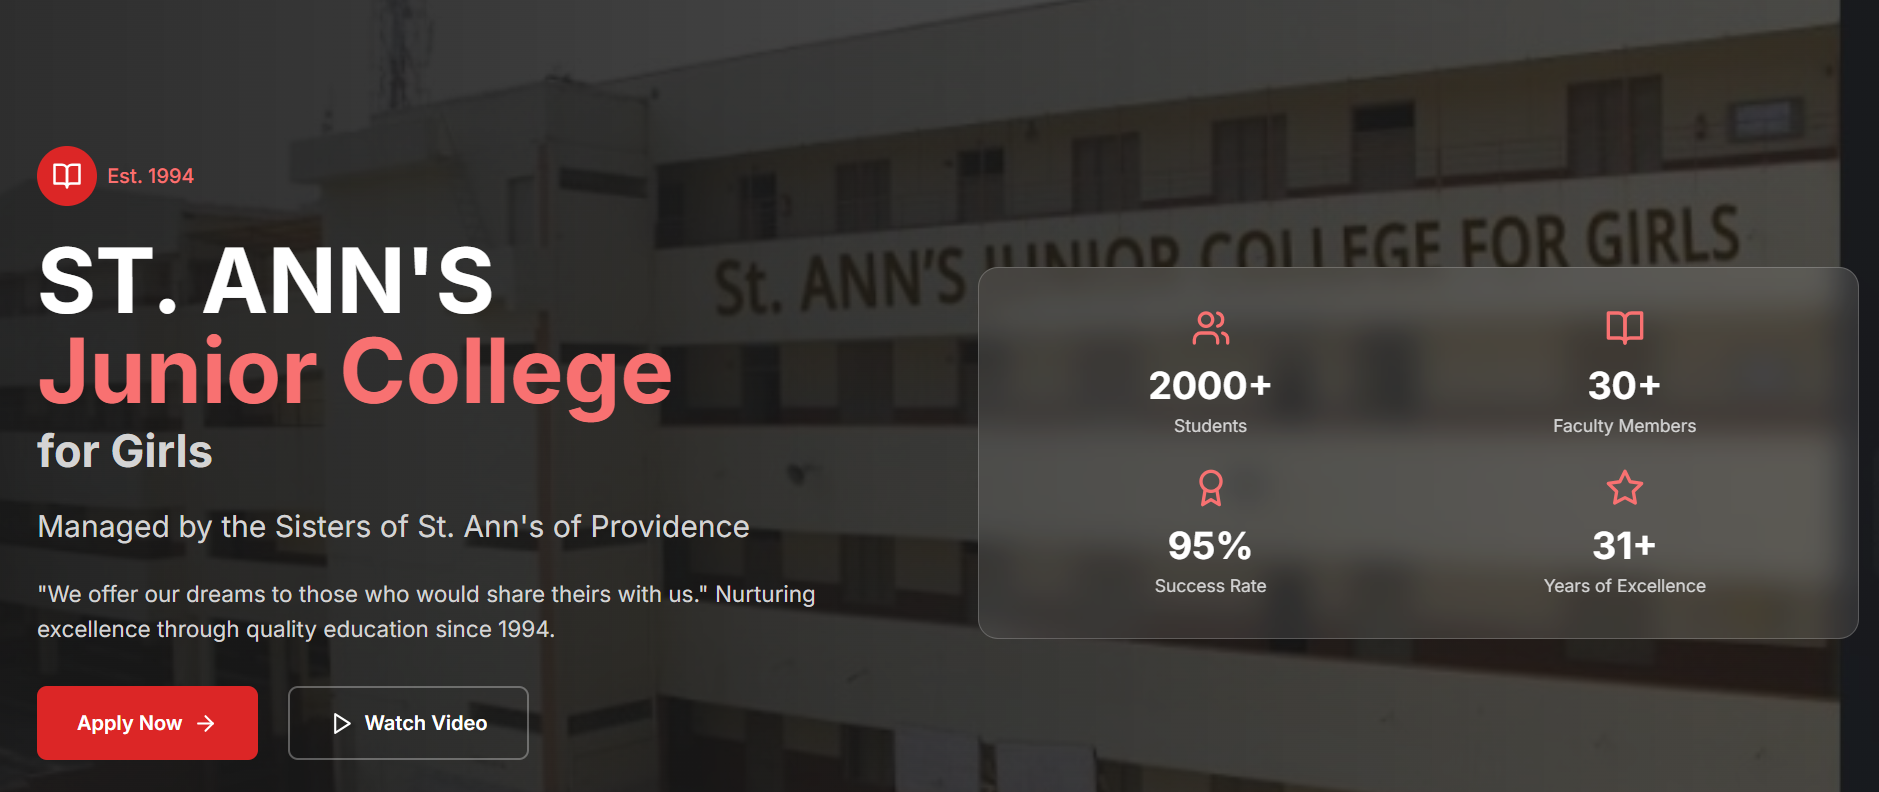 Est. 1994
ST. ANN'S
Junior College
for Girls
Managed by the Sisters of St. Ann's of Providence
"We offer our dreams to those who would share theirs with us." Nurturing
excellence through quality education since 1994.
Apply Now
Watch Video
St. ANN'S JUNIOR COLLEGE FOR GIRLS
2000+
Students
30+
Faculty Members
95%
Success Rate
31+
Years of Excellence